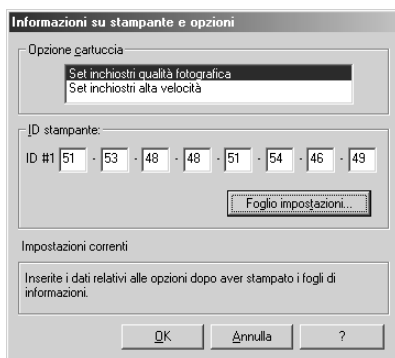 Informazioni su stampante e opzioni
Opzione cartuccia
Set inchiostri qualità fotografica
Set inchiostri alta velocità
ID stampante:
ID #1 51 - 53 - 48 - 48 - 51 - 54 - 46 - 49
Foglio impostazioni...
Impostazioni correnti
Inserite i dati relativi alle opzioni dopo aver stampato i fogli di
informazioni.
OK Annulla ?